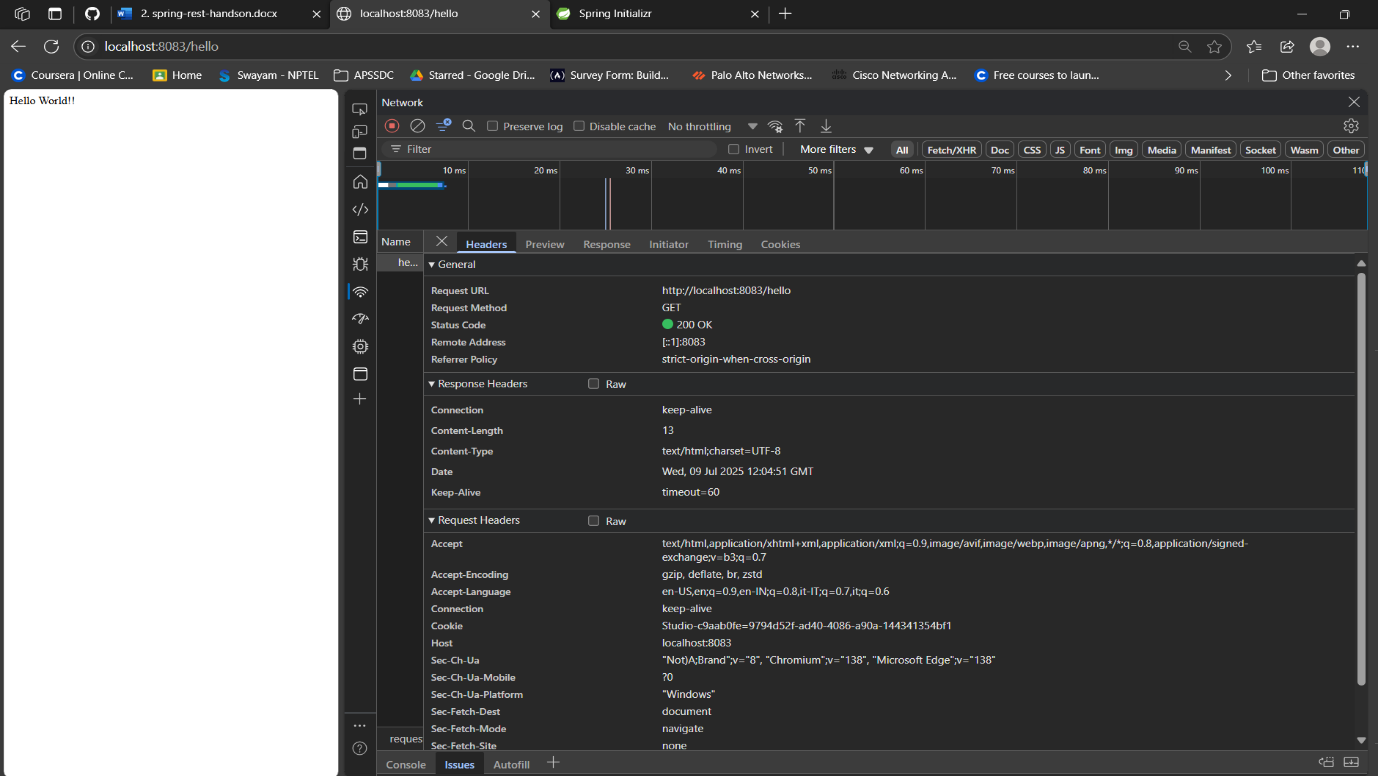 2. spring-rest-handson.docx
localhost:8083/hello
Spring Initializr
localhost:8083/hello
Coursera | Online C...
Home
Swayam - NPTEL
APSSDC
Starred - Google Dri...
Survey Form: Build...
Palo Alto Networks...
Cisco Networking A...
Free courses to laun...
Other favorites
Hello World!!
Network
Preserve log
Disable cache
No throttling
Filter
Invert
More filters
All
Fetch/XHR
Doc
CSS
JS
Font
Img
Media
Manifest
Socket
Wasm
Other
10 ms
20 ms
30 ms
40 ms
50 ms
60 ms
70 ms
80 ms
90 ms
100 ms
Name
Headers
Preview
Response
Initiator
Timing
Cookies
he...
General
Request URL http://localhost:8083/hello
Request Method GET
Status Code 200 OK
Remote Address [::1]:8083
Referrer Policy strict-origin-when-cross-origin
Response Headers Raw
Connection keep-alive
Content-Length 13
Content-Type text/html;charset=UTF-8
Date Wed, 09 Jul 2025 12:04:51 GMT
Keep-Alive timeout=60
Request Headers Raw
Accept text/html,application/xhtml+xml,application/xml;q=0.9,image/avif,image/webp,image/apng,*/*;q=0.8,application/signed-
exchange;v=b3;q=0.7
Accept-Encoding gzip, deflate, br, zstd
Accept-Language en-US,en;q=0.9,en-IN;q=0.8,it-IT;q=0.7,it;q=0.6
Connection keep-alive
Cookie Studio-c9aab0fe=9794d52f-ad40-4086-a90a-144341354bf1
Host localhost:8083
Sec-Ch-Ua "Not)A;Brand";v="8", "Chromium";v="138", "Microsoft Edge";v="138"
Sec-Ch-Ua-Mobile ?0
Sec-Ch-Ua-Platform "Windows"
Sec-Fetch-Dest document
Sec-Fetch-Mode navigate
Sec-Fetch-Site none
reques
Console
Issues
Autofill